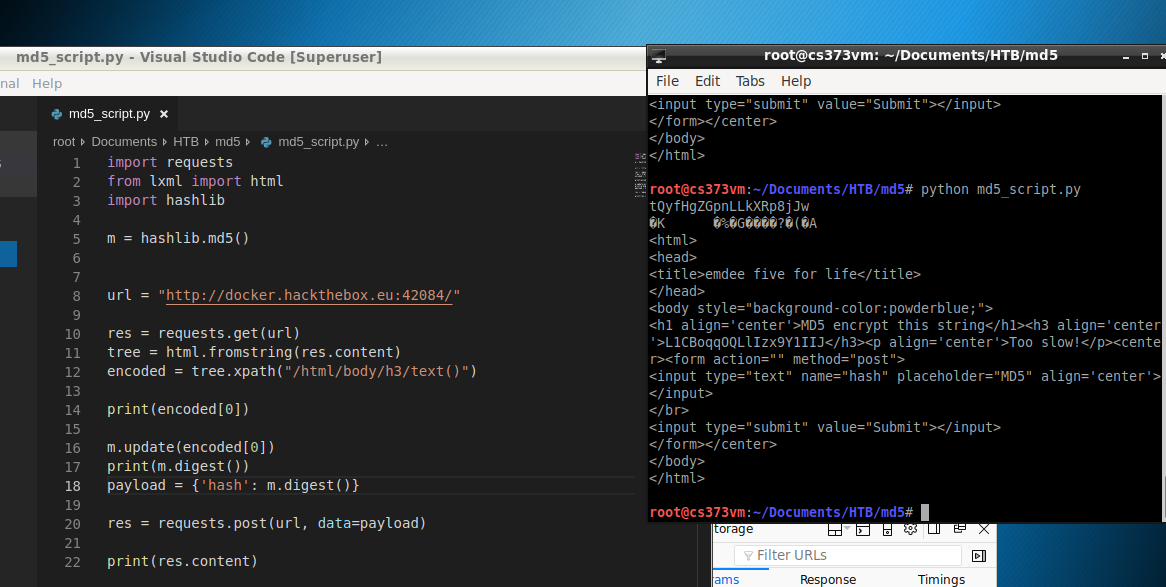 md5_script.py - Visual Studio Code [Superuser]
nal Help
md5_script.py ×
root Documents HTB md5 md5_script.py ...
1 import requests
2 from lxml import html
3 import hashlib
4
5 m = hashlib.md5()
6
7
8 url = "http://docker.hackthebox.eu:42084/"
9
10 res = requests.get(url)
11 tree = html.fromstring(res.content)
12 encoded = tree.xpath("/html/body/h3/text()")
13
14 print(encoded[0])
15
16 m.update(encoded[0])
17 print(m.digest())
18 payload = {'hash': m.digest()}
19
20 res = requests.post(url, data=payload)
21
22 print(res.content)
root@cs373vm: ~/Documents/HTB/md5
File Edit Tabs Help
<input type="submit" value="Submit"></input>
</form></center>
</body>
</html>
root@cs373vm:~/Documents/HTB/md5# python md5_script.py
tQyfHgZGpnLLkXRp8jJw
�K �%�G����?�(�A
<html>
<head>
<title>emdee five for life</title>
</head>
<body style="background-color:powderblue;">
<h1 align='center'>MD5 encrypt this string</h1><h3 align='center
'>L1CBoqqOQLlIzx9Y1IIJ</h3><p align='center'>Too slow!</p><cente
r><form action="" method="post">
<input type="text" name="hash" placeholder="MD5" align='center'>
</input>
</br>
<input type="submit" value="Submit"></input>
</form></center>
</body>
</html>
root@cs373vm:~/Documents/HTB/md5#
torage
Filter URLs
ams Response Timings